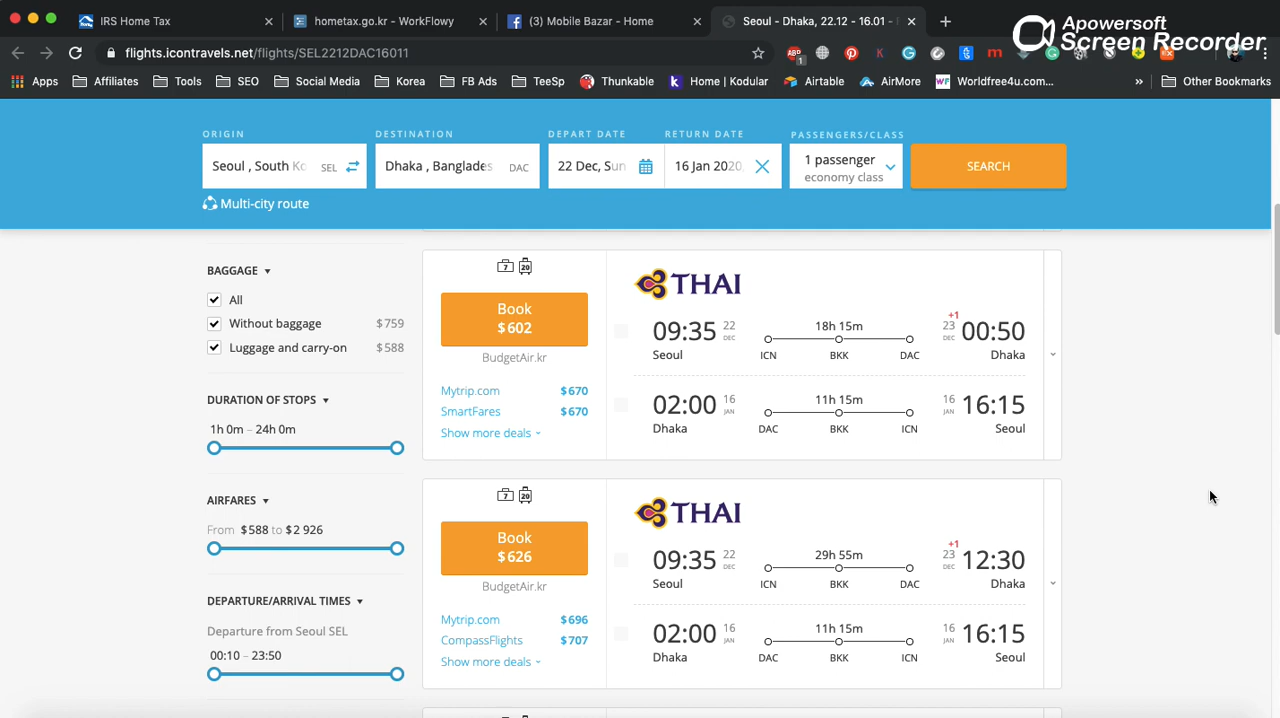 IRS Home Tax
hometax.go.kr - WorkFlowy
(3) Mobile Bazar - Home
Seoul - Dhaka, 22.12 - 16.01 -
Apowersoft
Screen Recorder
flights.icontravels.net/flights/SEL2212DAC16011
Apps Affiliates Tools SEO Social Media Korea FB Ads TeeSp Thunkable Home | Kodular Airtable AirMore Worldfree4u.com... » Other Bookmarks
ORIGIN DESTINATION DEPART DATE RETURN DATE PASSENGERS/CLASS
Seoul , South Ko SEL Dhaka , Banglades DAC 22 Dec, Sun 16 Jan 2020, 1 passenger SEARCH
economy class
Multi-city route
BAGGAGE
All
Without baggage $759
Luggage and carry-on $588
DURATION OF STOPS
1h 0m – 24h 0m
AIRFARES
From $588 to $2 926
DEPARTURE/ARRIVAL TIMES
Departure from Seoul SEL
00:10 – 23:50
7 20
Book
$602
BudgetAir.kr
Mytrip.com $670
SmartFares $670
Show more deals
THAI
09:35 22 DEC 18h 15m +1 23 DEC 00:50
Seoul ICN BKK DAC Dhaka
02:00 16 JAN 11h 15m 16 JAN 16:15
Dhaka DAC BKK ICN Seoul
7 20
Book
$626
BudgetAir.kr
Mytrip.com $696
CompassFlights $707
Show more deals
THAI
09:35 22 DEC 29h 55m +1 23 DEC 12:30
Seoul ICN BKK DAC Dhaka
02:00 16 JAN 11h 15m 16 JAN 16:15
Dhaka DAC BKK ICN Seoul